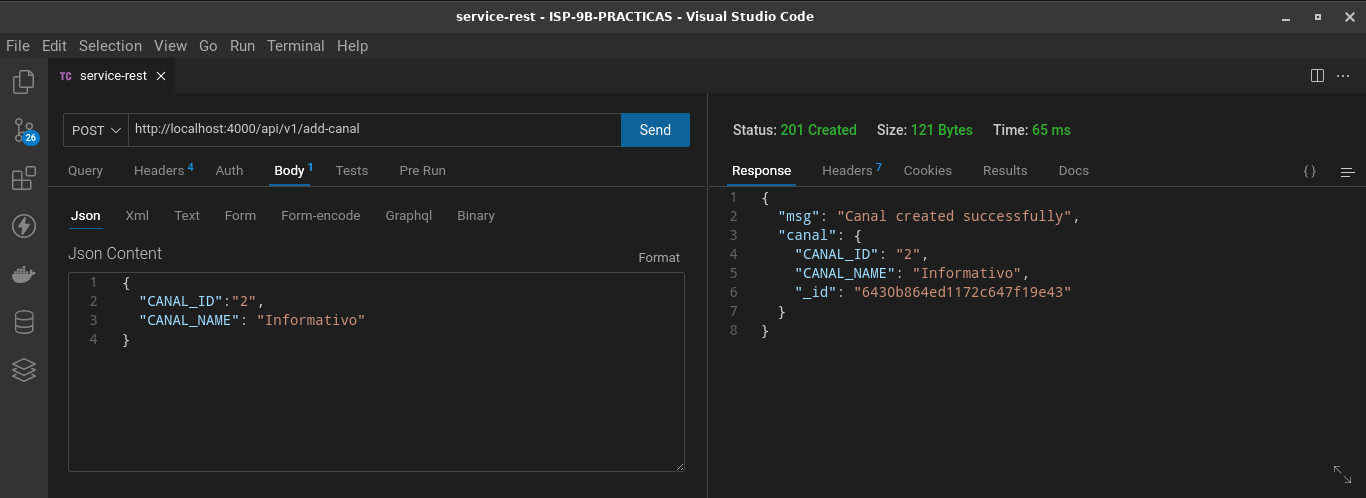 service-rest - ISP-9B-PRACTICAS - Visual Studio Code
File Edit Selection View Go Run Terminal Help
TC service-rest
26
POST http://localhost:4000/api/v1/add-canal Send
Query Headers 4 Auth Body 1 Tests Pre Run
Json Xml Text Form Form-encode Graphql Binary
Json Content
Format
1 {
2 "CANAL_ID":"2",
3 "CANAL_NAME": "Informativo"
4 }
Status: 201 Created Size: 121 Bytes Time: 65 ms
Response Headers 7 Cookies Results Docs { }
1 {
2 "msg": "Canal created successfully",
3 "canal": {
4 "CANAL_ID": "2",
5 "CANAL_NAME": "Informativo",
6 "_id": "6430b864ed1172c647f19e43"
7 }
8 }